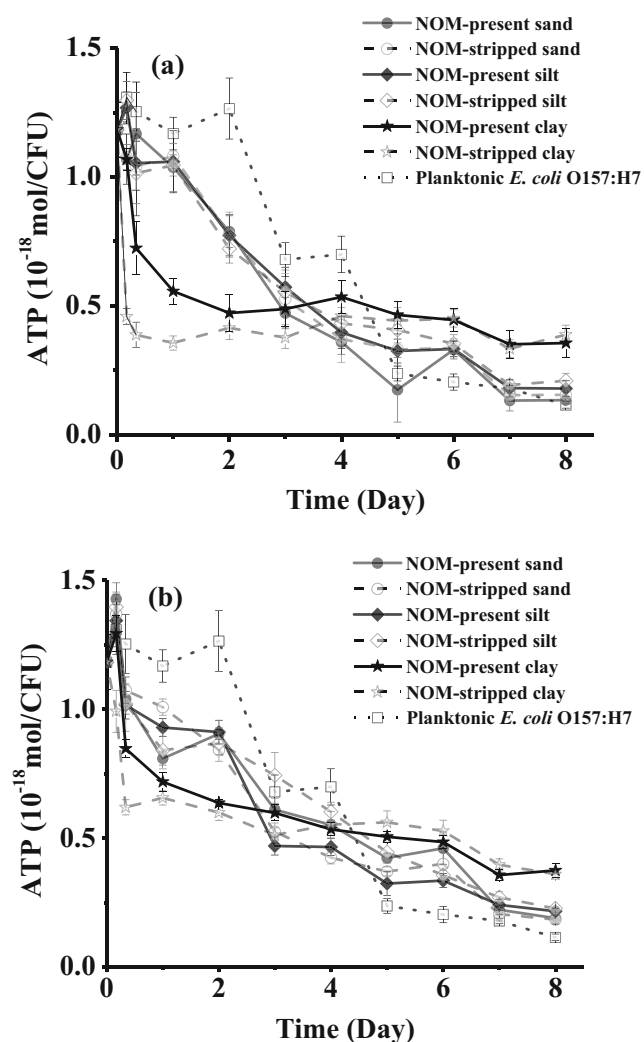 (a)
NOM-present sand
NOM-stripped sand
NOM-present silt
NOM-stripped silt
NOM-present clay
NOM-stripped clay
Planktonic E. coli O157:H7
1.5
1.0
0.5
0.0
ATP (10⁻¹⁸mol/CFU)
0 2 4 6 8
Time (Day)
(b)
NOM-present sand
NOM-stripped sand
NOM-present silt
NOM-stripped silt
NOM-present clay
NOM-stripped clay
Planktonic E. coli O157:H7
1.5
1.0
0.5
0.0
ATP (10⁻¹⁸mol/CFU)
0 2 4 6 8
Time (Day)